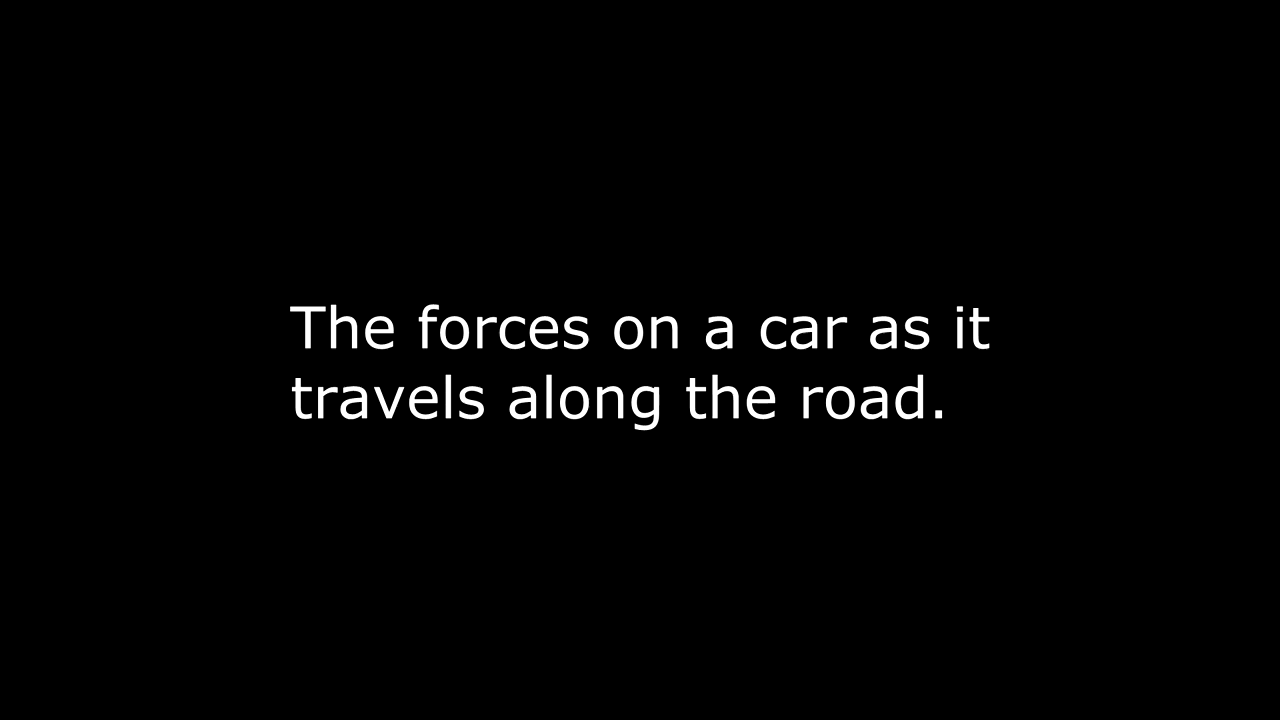 The forces on a car as it
travels along the road.